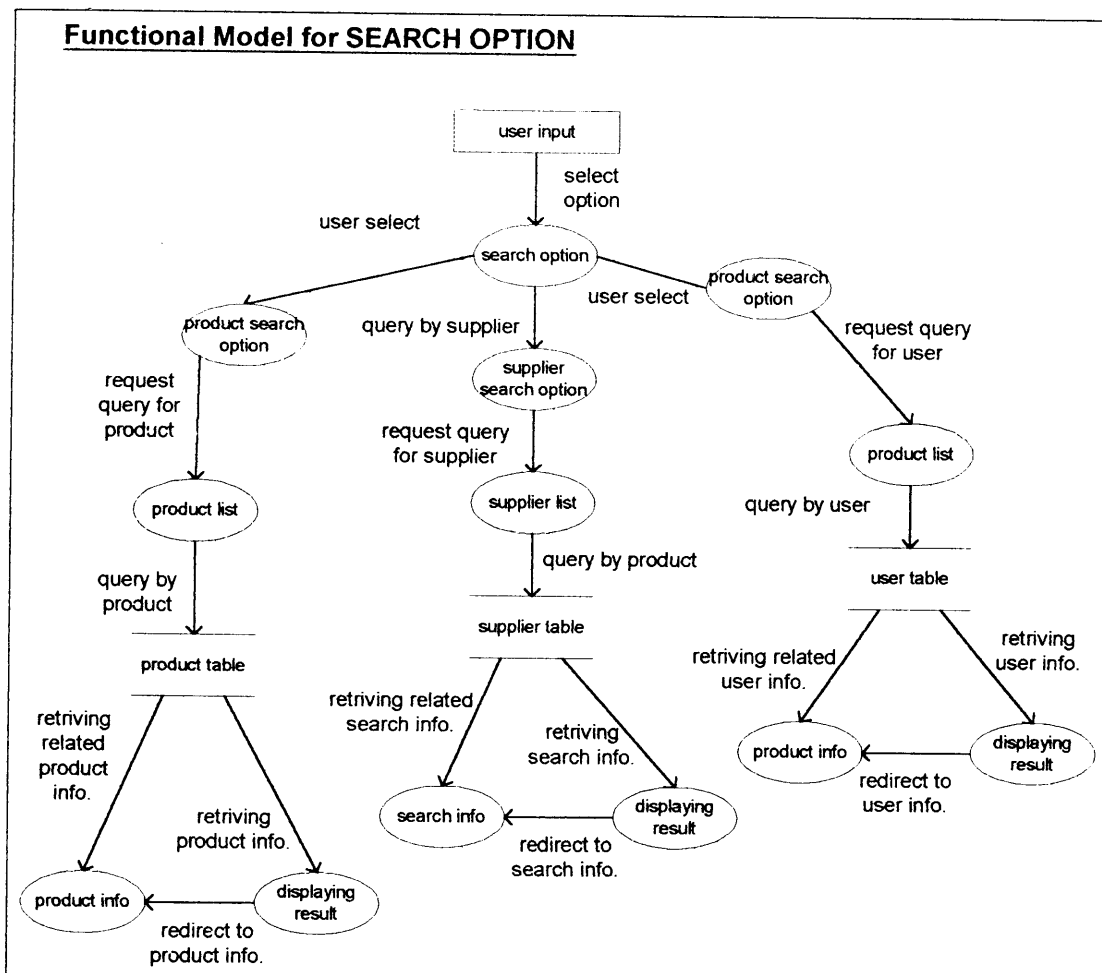 Functional Model for SEARCH OPTION
user input
select
option
user select
search option
user select
product search
option
product search
option
query by supplier
request query
for user
supplier
search option
request
query for
product
request query
for supplier
product list
product list
supplier list
query by user
query by
product
query by product
user table
supplier table
product table
retriving related
user info.
retriving
user info.
retriving related
search info.
retriving
search info.
retriving
related
product
info.
product info
displaying
result
redirect to
user info.
search info
displaying
result
redirect to
search info.
retriving
product info.
product info
displaying
result
redirect to
product info.